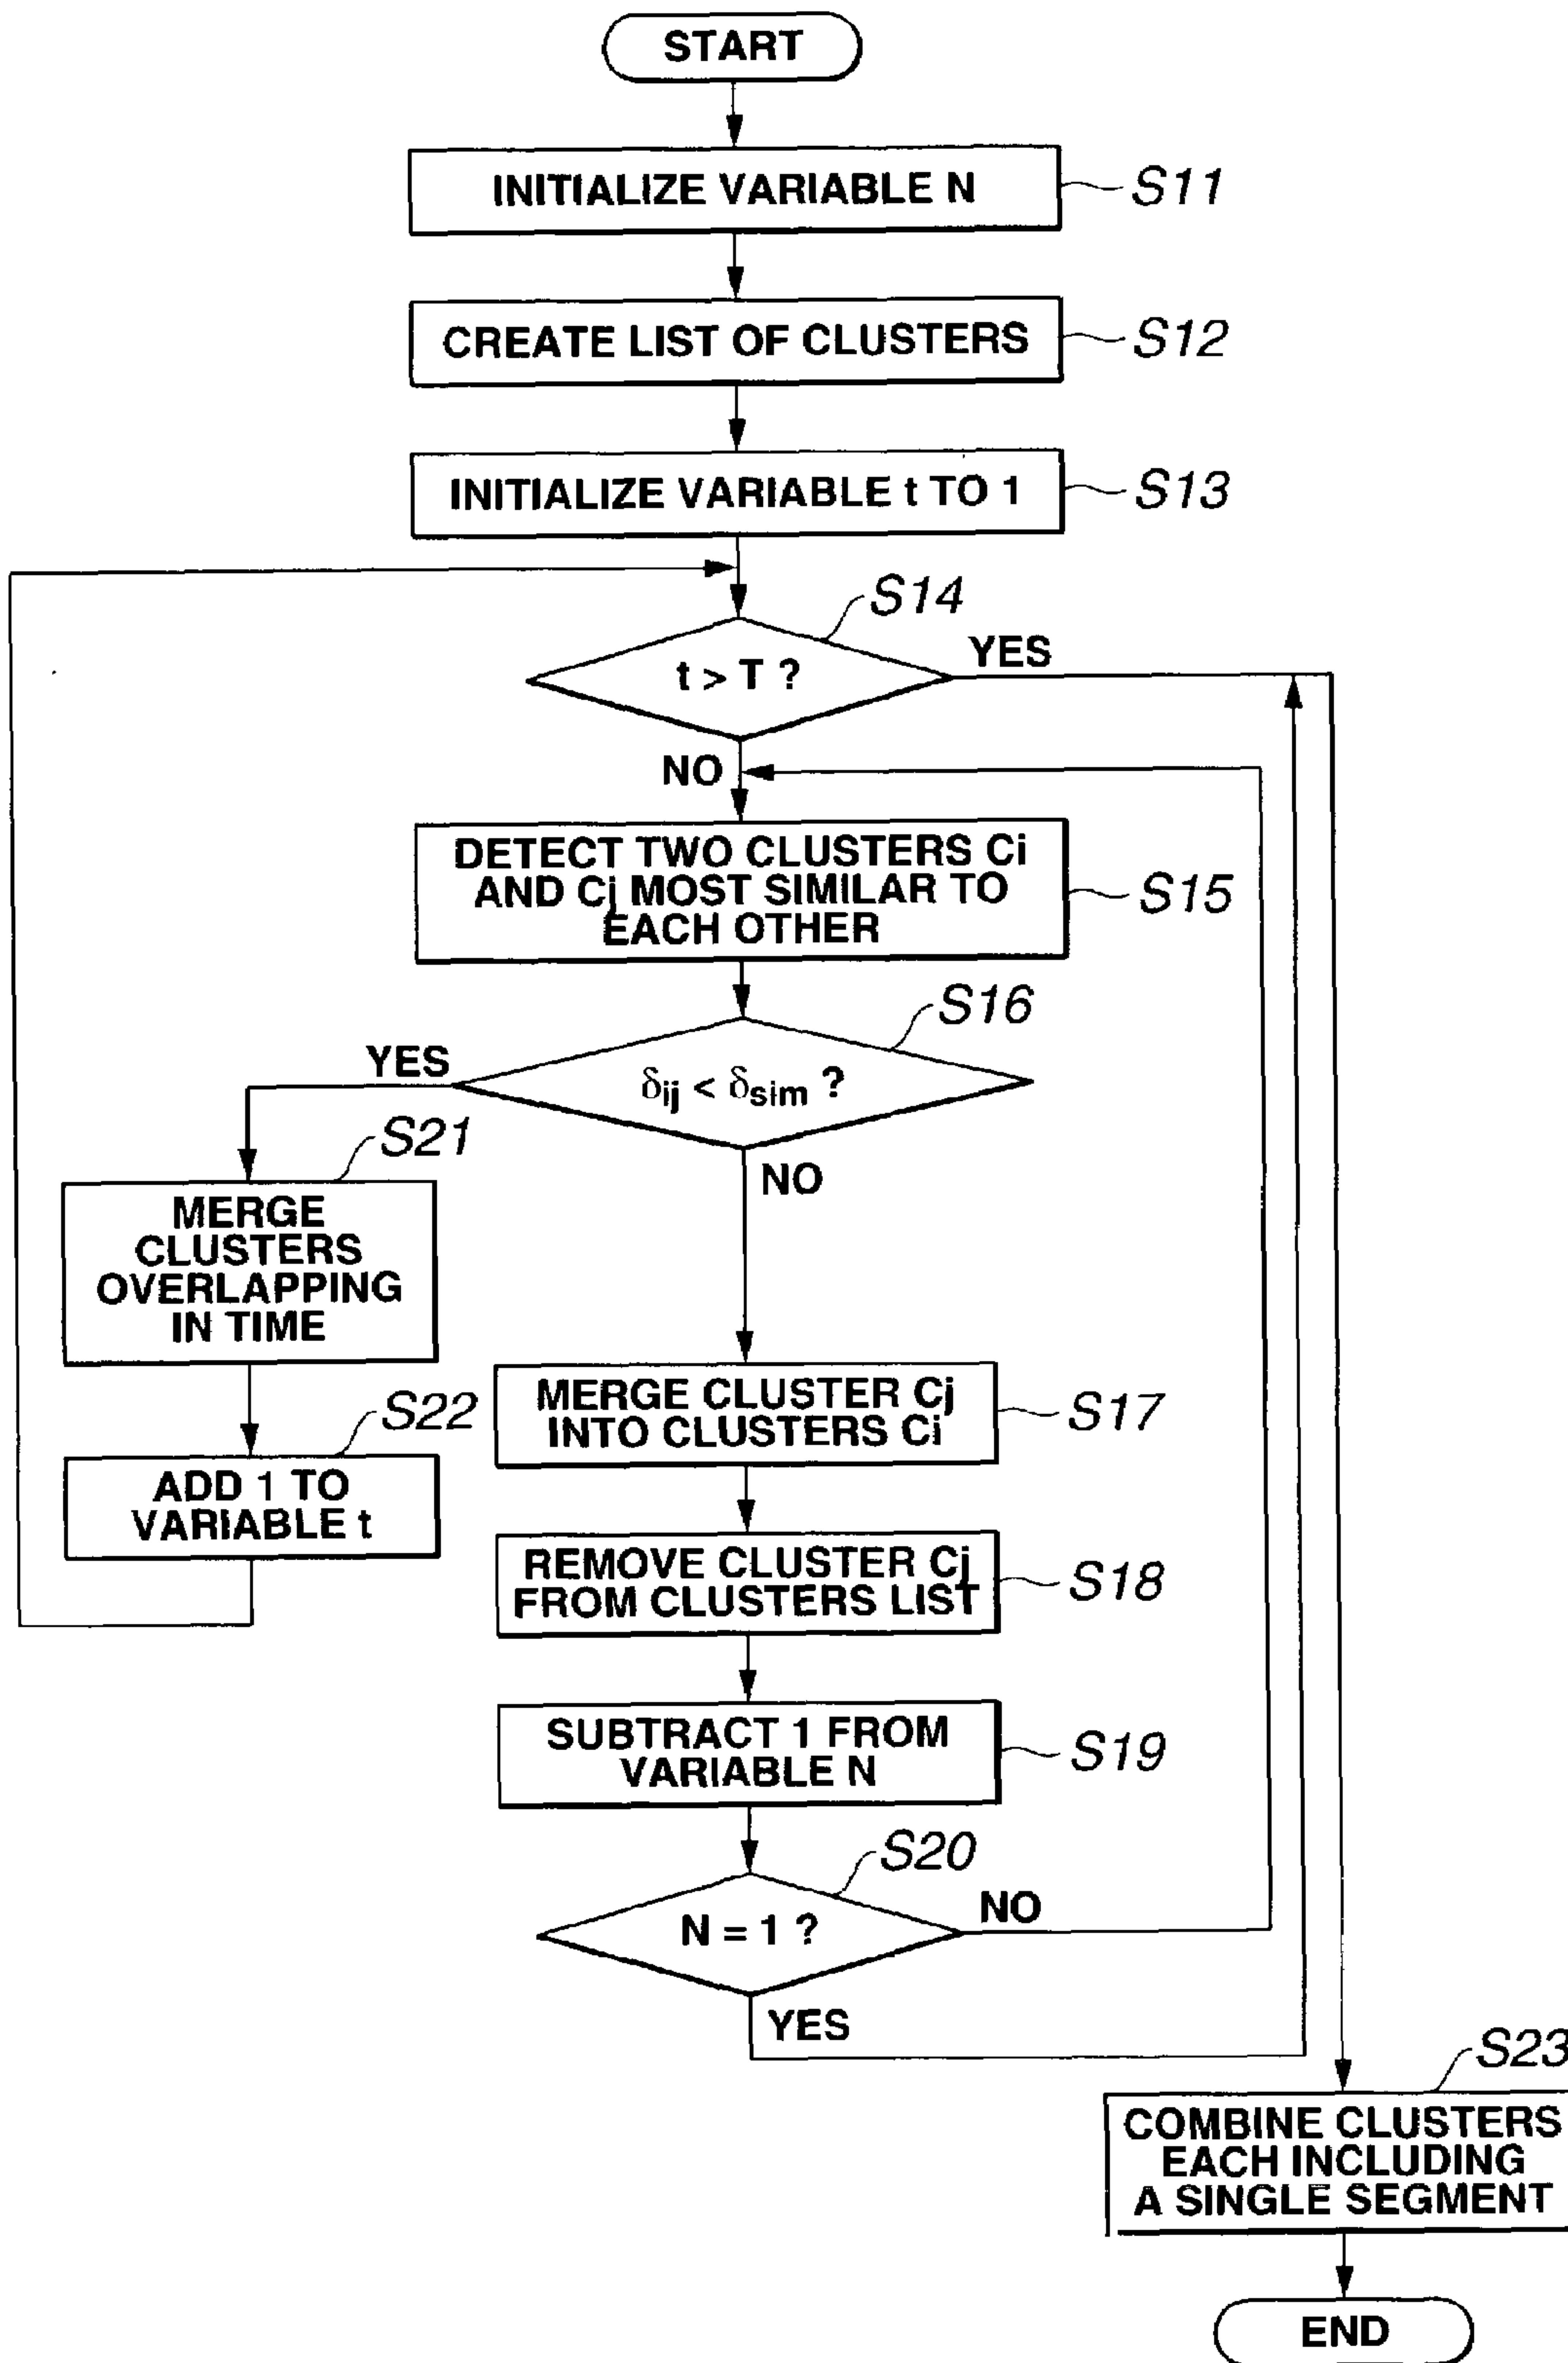 START
INITIALIZE VARIABLE N
S11
CREATE LIST OF CLUSTERS
S12
INITIALIZE VARIABLE t TO 1
S13
S14
t > T ?
YES
NO
DETECT TWO CLUSTERS Ci
AND Cj MOST SIMILAR TO
EACH OTHER
S15
S16
YES
δij < δsim ?
NO
S21
MERGE
CLUSTERS
OVERLAPPING
IN TIME
S22
ADD 1 TO
VARIABLE t
MERGE CLUSTER Cj
INTO CLUSTERS Ci
S17
REMOVE CLUSTER Cj
FROM CLUSTERS LIST
S18
SUBTRACT 1 FROM
VARIABLE N
S19
S20
N = 1 ?
NO
YES
S23
COMBINE CLUSTERS
EACH INCLUDING
A SINGLE SEGMENT
END